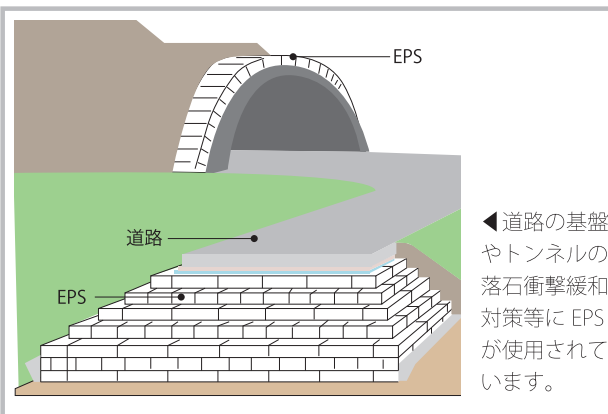 EPS
道路
EPS
◀道路の基盤
やトンネルの
落石衝撃緩和
対策等に EPS
が使用されて
います。